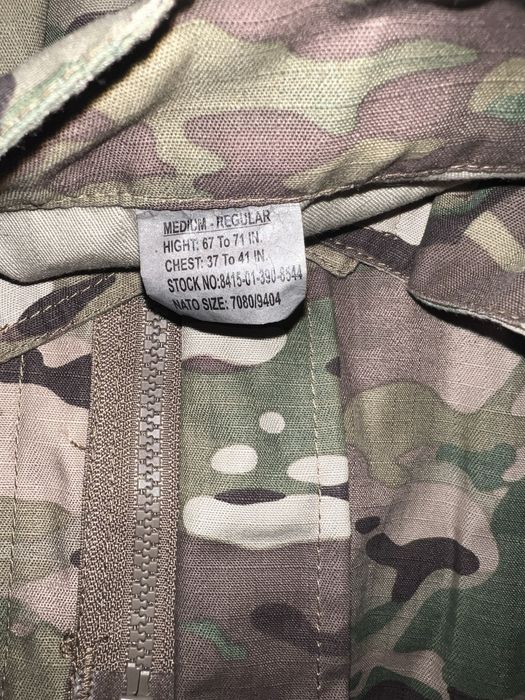 MEDIUM - REGULAR
HIGHT: 67 To 71 IN.
CHEST: 37 To 41 IN.
STOCK NO:8415-01-390-8544
NATO SIZE: 7080/9404